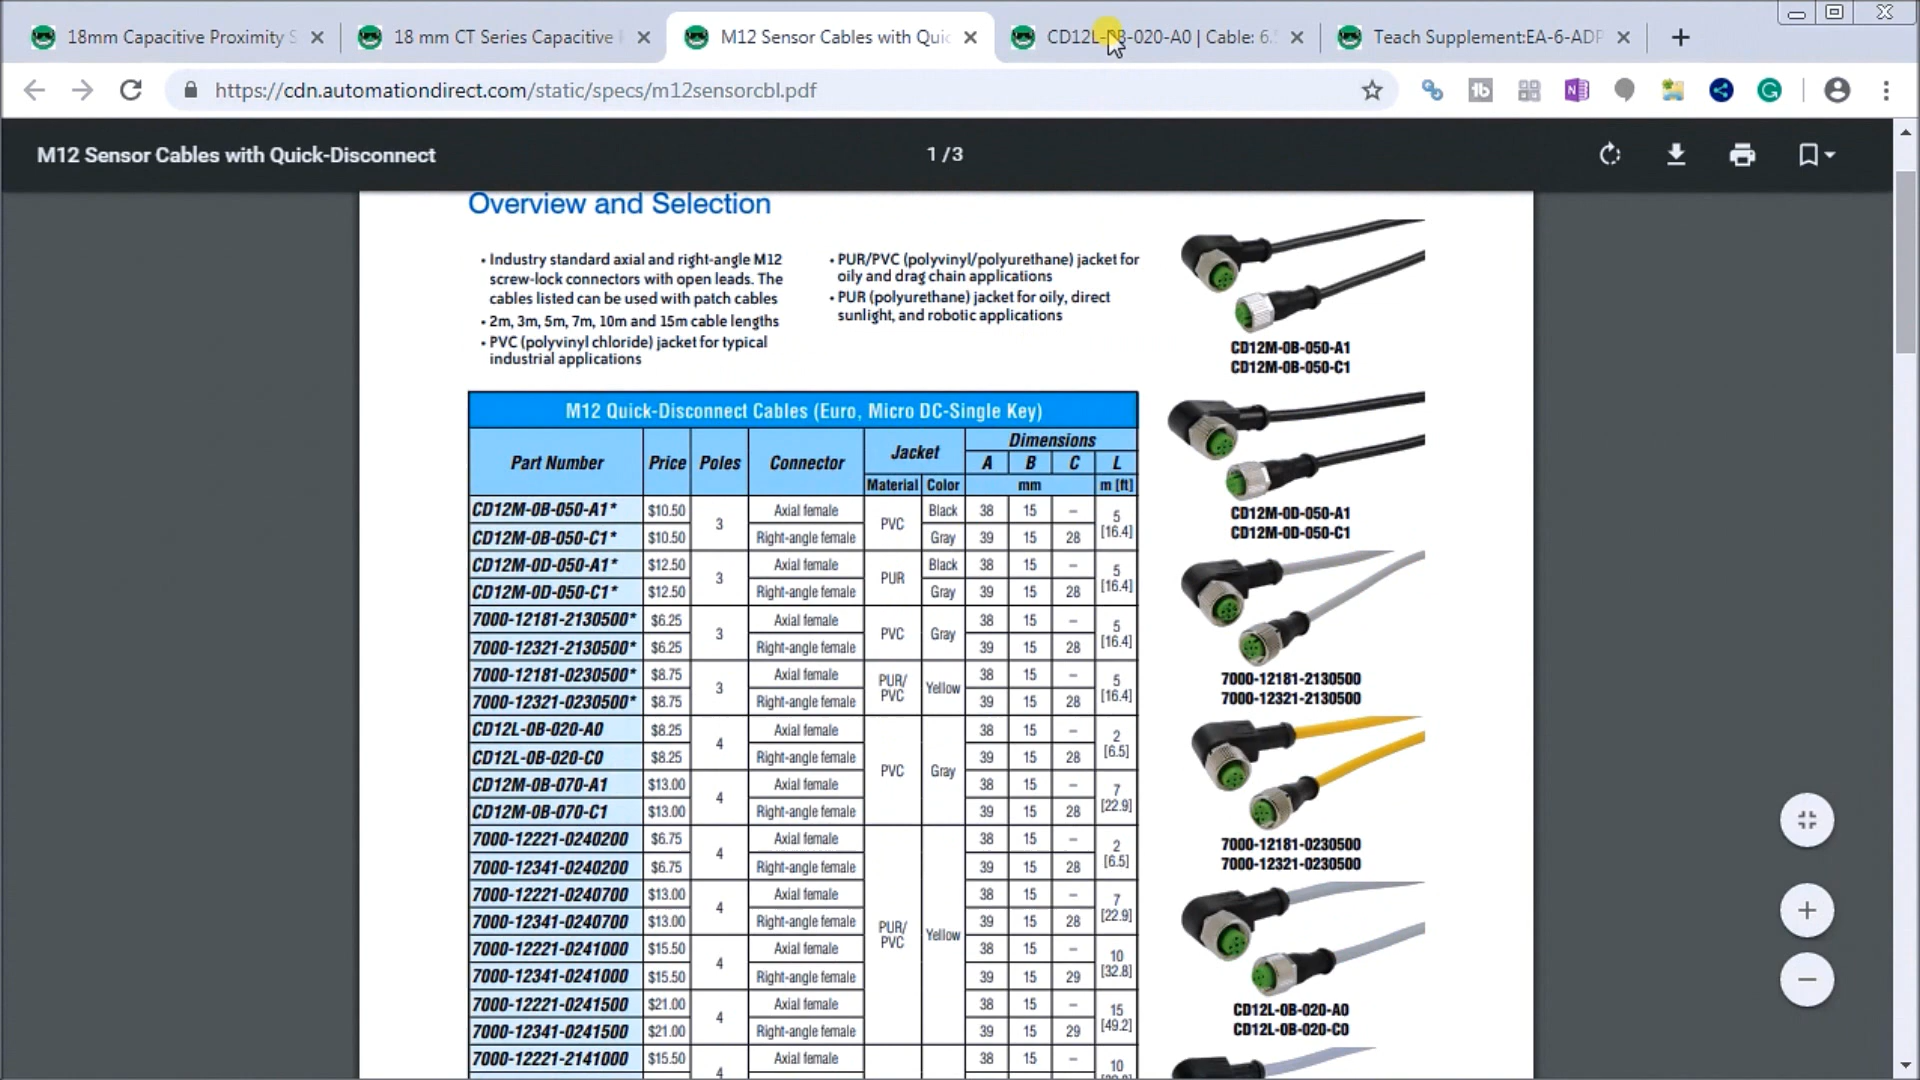 18mm Capacitive Proximity S
18 mm CT Series Capacitive
M12 Sensor Cables with Quic
CD12L-0B-020-A0 | Cable: 6.
Teach Supplement:EA-6-ADP
https://cdn.automationdirect.com/static/specs/m12sensorcbl.pdf
M12 Sensor Cables with Quick-Disconnect
1 / 3
Overview and Selection
• Industry standard axial and right-angle M12
screw-lock connectors with open leads. The
cables listed can be used with patch cables
• 2m, 3m, 5m, 7m, 10m and 15m cable lengths
• PVC (polyvinyl chloride) jacket for typical
industrial applications
• PUR/PVC (polyvinyl/polyurethane) jacket for
oily and drag chain applications
• PUR (polyurethane) jacket for oily, direct
sunlight, and robotic applications
M12 Quick-Disconnect Cables (Euro, Micro DC-Single Key)
Part Number Price Poles Connector Jacket Dimensions
A B C L
Material Color mm m [ft]
CD12M-0B-050-A1* $10.50 3 Axial female PVC Black 38 15 – 5 [16.4]
CD12M-0B-050-C1* $10.50 Right-angle female Gray 39 15 28
CD12M-0D-050-A1* $12.50 3 Axial female PUR Black 38 15 – 5 [16.4]
CD12M-0D-050-C1* $12.50 Right-angle female Gray 39 15 28
7000-12181-2130500* $6.25 3 Axial female PVC Gray 38 15 – 5 [16.4]
7000-12321-2130500* $6.25 Right-angle female 39 15 28
7000-12181-0230500* $8.75 3 Axial female PUR/PVC Yellow 38 15 – 5 [16.4]
7000-12321-0230500* $8.75 Right-angle female 39 15 28
CD12L-0B-020-A0 $8.25 4 Axial female PVC Gray 38 15 – 2 [6.5]
CD12L-0B-020-C0 $8.25 Right-angle female 39 15 28
CD12M-0B-070-A1 $13.00 4 Axial female 38 15 – 7 [22.9]
CD12M-0B-070-C1 $13.00 Right-angle female 39 15 28
7000-12221-0240200 $6.75 4 Axial female PUR/PVC Yellow 38 15 – 2 [6.5]
7000-12341-0240200 $6.75 Right-angle female 39 15 28
7000-12221-0240700 $13.00 4 Axial female 38 15 – 7 [22.9]
7000-12341-0240700 $13.00 Right-angle female 39 15 28
7000-12221-0241000 $15.50 4 Axial female 38 15 – 10 [32.8]
7000-12341-0241000 $15.50 Right-angle female 39 15 29
7000-12221-0241500 $21.00 4 Axial female 38 15 – 15 [49.2]
7000-12341-0241500 $21.00 Right-angle female 39 15 29
7000-12221-2141000 $15.50 4 Axial female 38 15 – 10
CD12M-0B-050-A1
CD12M-0B-050-C1
CD12M-0D-050-A1
CD12M-0D-050-C1
7000-12181-2130500
7000-12321-2130500
7000-12181-0230500
7000-12321-0230500
CD12L-0B-020-A0
CD12L-0B-020-C0